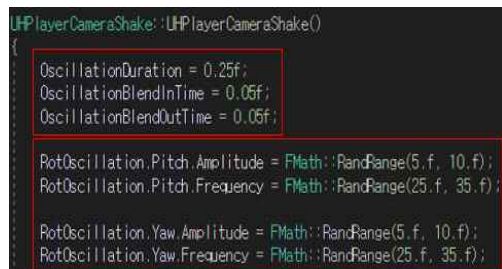 UHPlayerCameraShake::UHPlayerCameraShake()
{
OscillationDuration = 0.25f;
OscillationBlendInTime = 0.05f;
OscillationBlendOutTime = 0.05f;
RotOscillation.Pitch.Amplitude = FMath::RandRange(5.f, 10.f);
RotOscillation.Pitch.Frequency = FMath::RandRange(25.f, 35.f);
RotOscillation.Yaw.Amplitude = FMath::RandRange(5.f, 10.f);
RotOscillation.Yaw.Frequency = FMath::RandRange(25.f, 35.f);